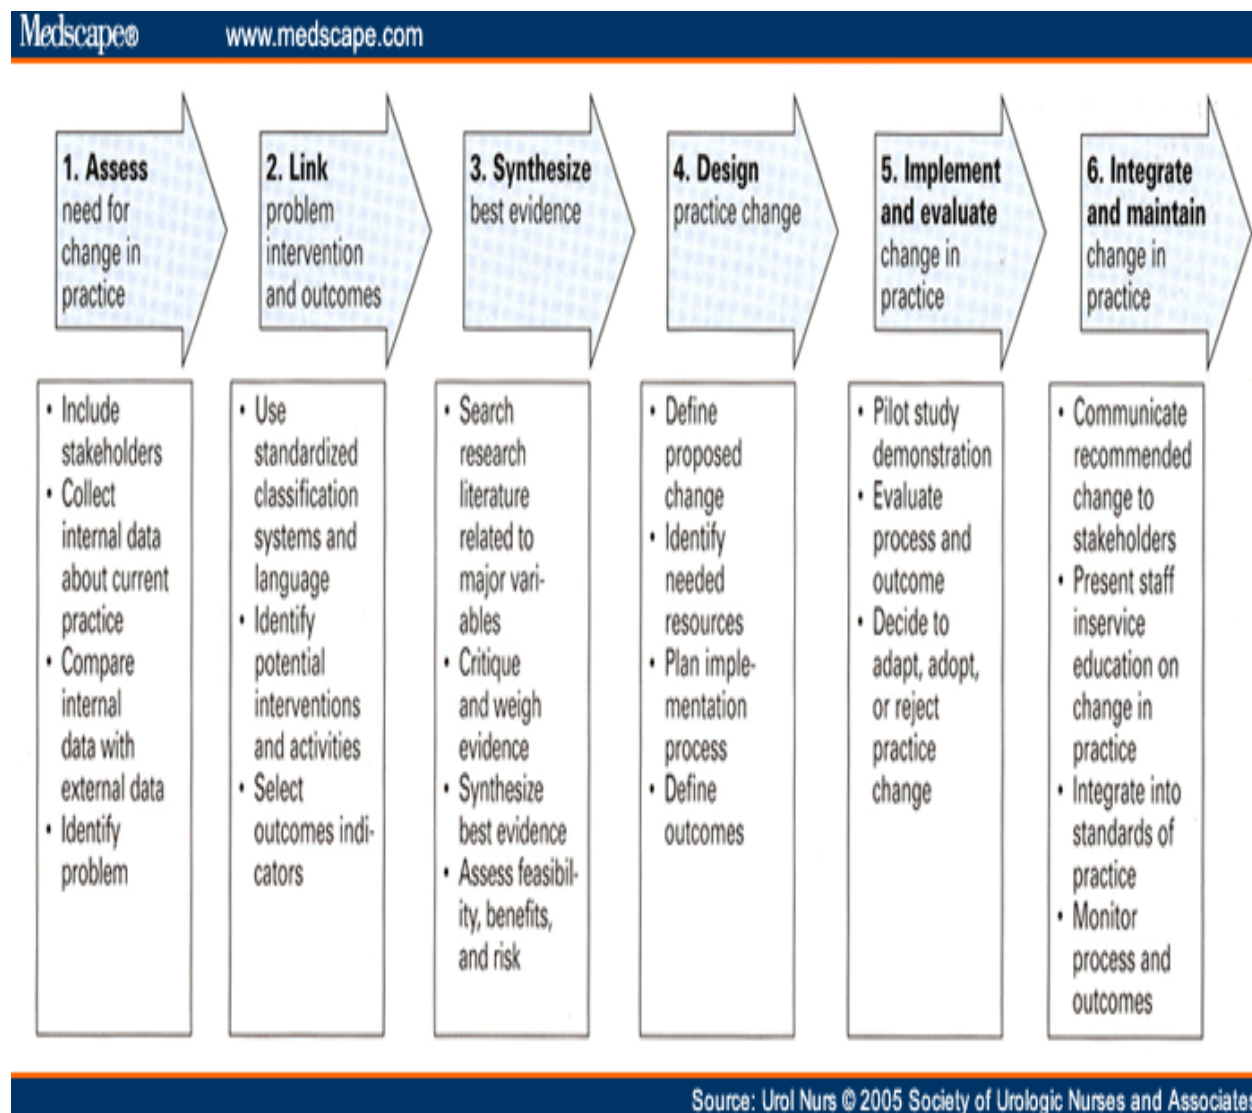 Medscape® www.medscape.com
1. Assess
need for
change in
practice
2. Link
problem
intervention
and outcomes
3. Synthesize
best evidence
4. Design
practice change
5. Implement
and evaluate
change in
practice
6. Integrate
and maintain
change in
practice
• Include
stakeholders
• Collect
internal data
about current
practice
• Compare
internal
data with
external data
• Identify
problem
• Use
standardized
classification
systems and
language
• Identify
potential
interventions
and activities
• Select
outcomes indi-
cators
• Search
research
literature
related to
major vari-
ables
• Critique
and weigh
evidence
• Synthesize
best evidence
• Assess feasibil-
ity, benefits,
and risk
• Define
proposed
change
• Identify
needed
resources
• Plan imple-
mentation
process
• Define
outcomes
• Pilot study
demonstration
• Evaluate
process and
outcome
• Decide to
adapt, adopt,
or reject
practice
change
• Communicate
recommended
change to
stakeholders
• Present staff
inservice
education on
change in
practice
• Integrate into
standards of
practice
• Monitor
process and
outcomes
Source: Urol Nurs © 2005 Society of Urologic Nurses and Associates